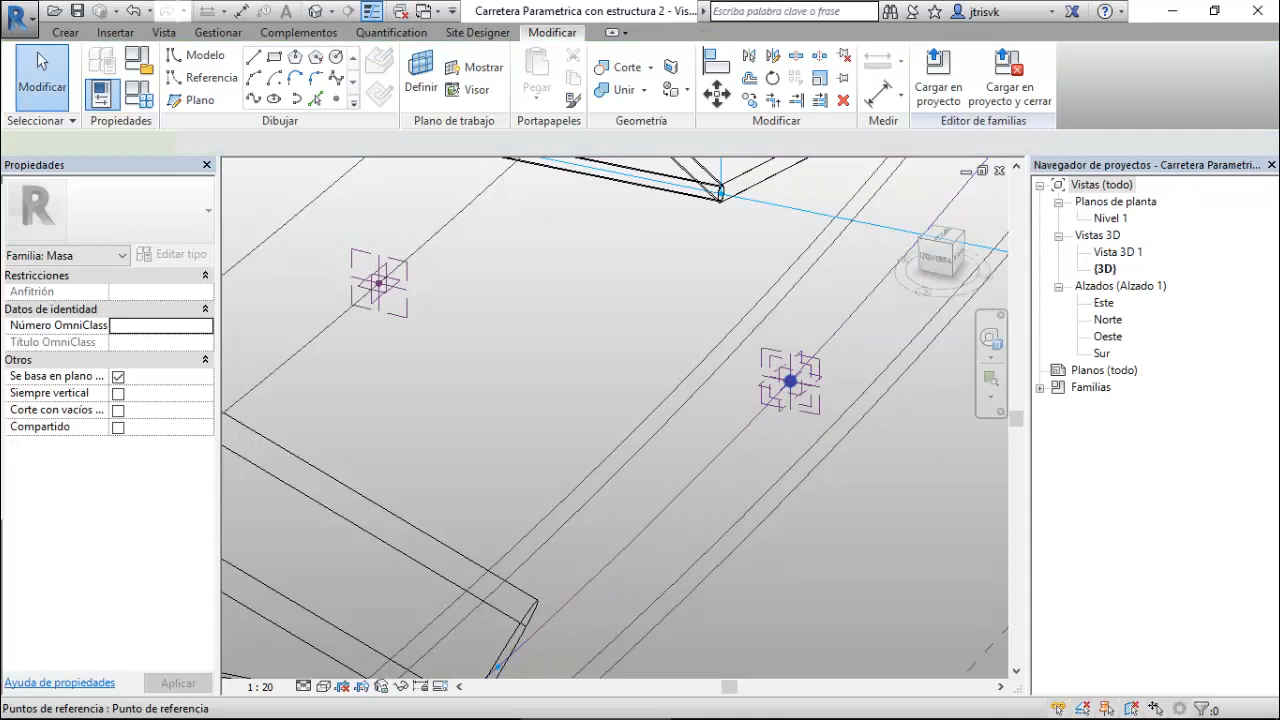 Carretera Parametrica con estructura 2 - Vis...
Escriba palabra clave o frase
jtrisvk
Crear
Insertar
Vista
Gestionar
Complementos
Quantification
Site Designer
Modificar
Modificar
Modelo
Referencia
Plano
Definir
Mostrar
Visor
Pegar
Corte
Unir
Cargar en
proyecto
Cargar en
proyecto y cerrar
Seleccionar
Propiedades
Dibujar
Plano de trabajo
Portapapeles
Geometría
Modificar
Medir
Editor de familias
Propiedades
Familia: Masa
Editar tipo
Restricciones
Anfitrión
Datos de identidad
Número OmniClass
Título OmniClass
Otros
Se basa en plano ...
Siempre vertical
Corte con vacíos ...
Compartido
Ayuda de propiedades
Aplicar
IZQUIERDA
1 : 20
Navegador de proyectos - Carretera Parametri...
Vistas (todo)
Planos de planta
Nivel 1
Vistas 3D
Vista 3D 1
{3D}
Alzados (Alzado 1)
Este
Norte
Oeste
Sur
Planos (todo)
Familias
Puntos de referencia : Punto de referencia
:0